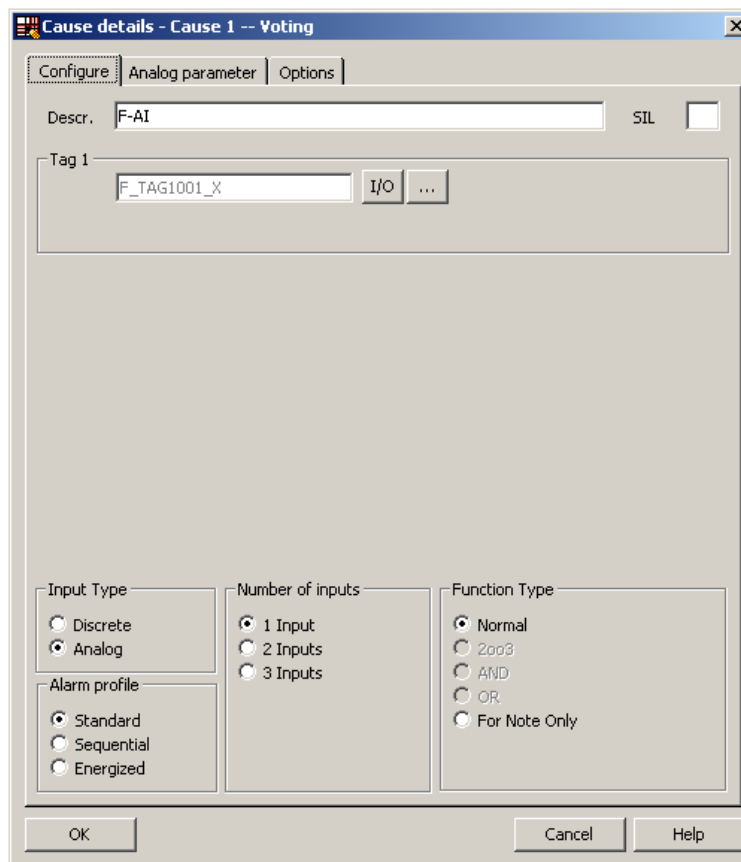 Cause details - Cause 1 -- Voting
Configure Analog parameter Options
Descr. F-AI SIL
Tag 1
F_TAG1001_X I/O ...
Input Type
Discrete
Analog
Alarm profile
Standard
Sequential
Energized
Number of inputs
1 Input
2 Inputs
3 Inputs
Function Type
Normal
2oo3
AND
OR
For Note Only
OK Cancel Help